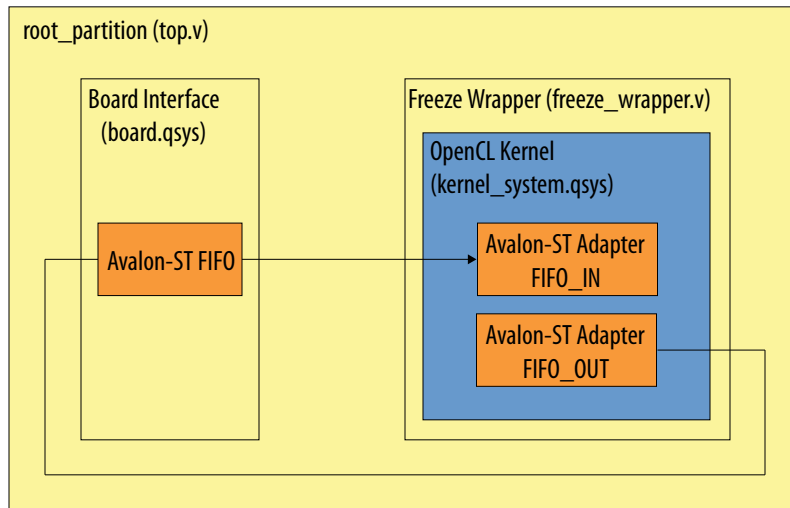 root_partition (top.v)
Board Interface
(board.qsys)
Freeze Wrapper (freeze_wrapper.v)
OpenCL Kernel
(kernel_system.qsys)
Avalon-ST FIFO
Avalon-ST Adapter
FIFO_IN
Avalon-ST Adapter
FIFO_OUT